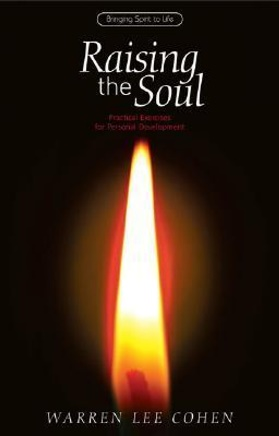 Bringing Spirit to Life
Raising
the Soul
Practical Exercises
for Personal Development
WARREN LEE COHEN